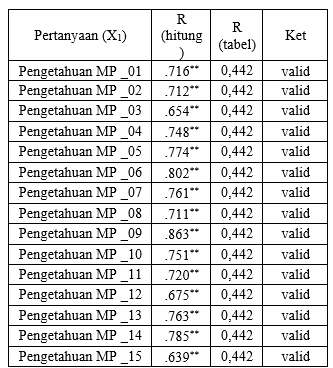 Pertanyaan (X₁) R (hitung) R (tabel) Ket
Pengetahuan MP _01 .716** 0,442 valid
Pengetahuan MP _02 .712** 0,442 valid
Pengetahuan MP _03 .654** 0,442 valid
Pengetahuan MP _04 .748** 0,442 valid
Pengetahuan MP _05 .774** 0,442 valid
Pengetahuan MP _06 .802** 0,442 valid
Pengetahuan MP _07 .761** 0,442 valid
Pengetahuan MP _08 .711** 0,442 valid
Pengetahuan MP _09 .863** 0,442 valid
Pengetahuan MP _10 .751** 0,442 valid
Pengetahuan MP _11 .720** 0,442 valid
Pengetahuan MP _12 .675** 0,442 valid
Pengetahuan MP _13 .763** 0,442 valid
Pengetahuan MP _14 .785** 0,442 valid
Pengetahuan MP _15 .639** 0,442 valid